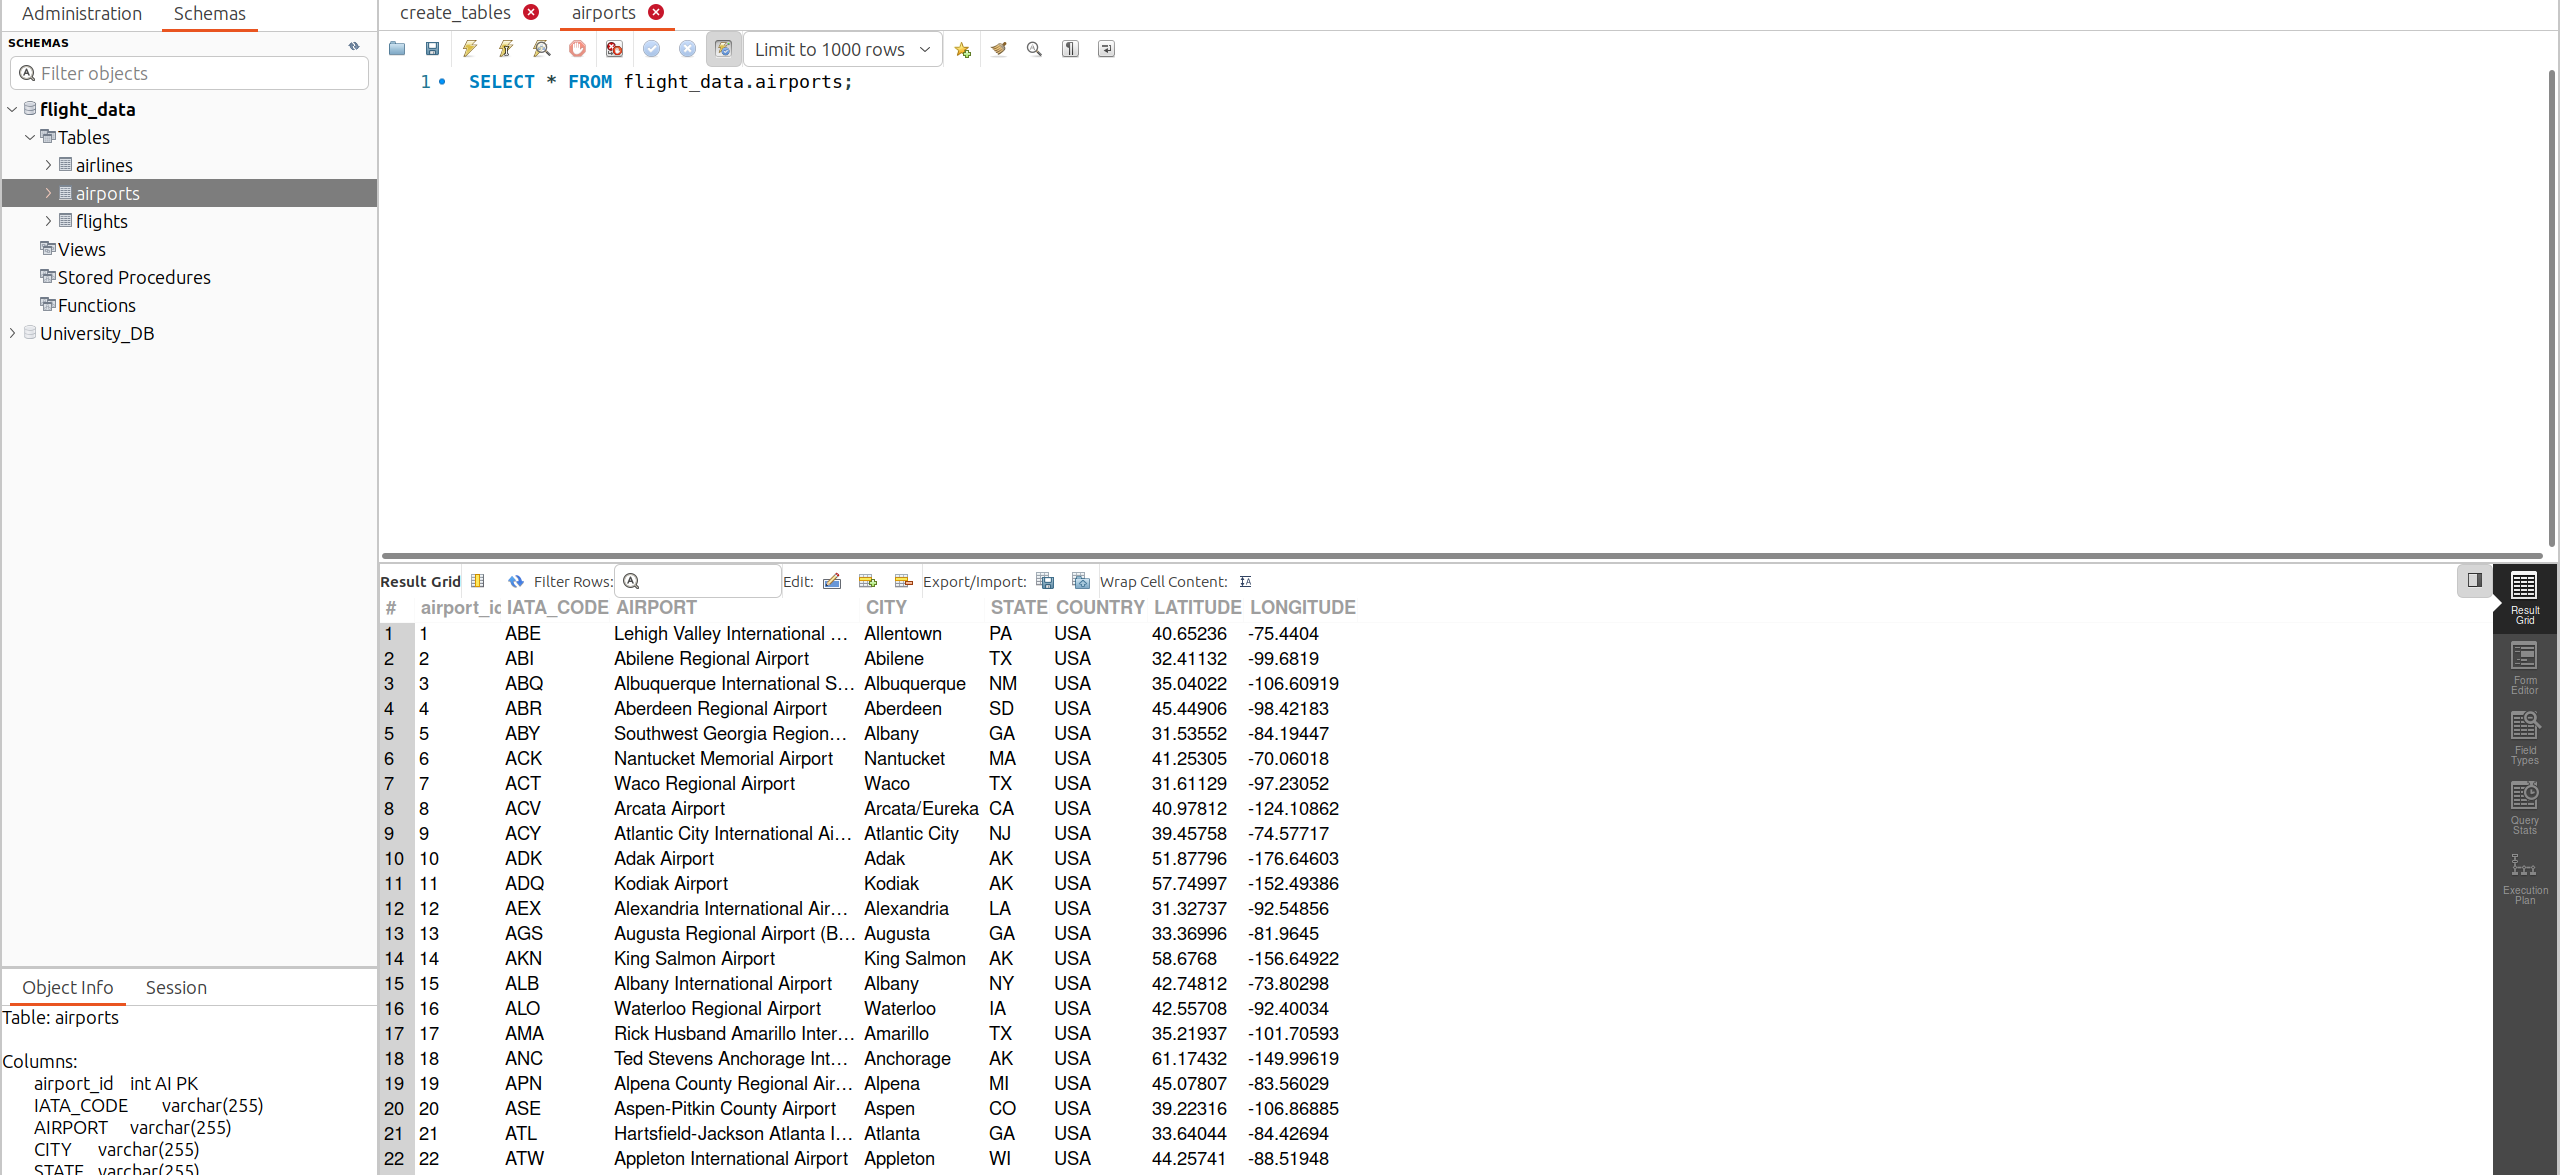 Administration Schemas
SCHEMAS
Filter objects
flight_data
Tables
airlines
airports
flights
Views
Stored Procedures
Functions
University_DB
Object Info Session
Table: airports
Columns:
airport_id int AI PK
IATA_CODE varchar(255)
AIRPORT varchar(255)
CITY varchar(255)
STATE varchar(255)
create_tables airports
Limit to 1000 rows
1 SELECT * FROM flight_data.airports;
Result Grid Filter Rows: Edit: Export/Import: Wrap Cell Content:
# airport_ic IATA_CODE AIRPORT CITY STATE COUNTRY LATITUDE LONGITUDE
1 1 ABE Lehigh Valley International ... Allentown PA USA 40.65236 -75.4404
2 2 ABI Abilene Regional Airport Abilene TX USA 32.41132 -99.6819
3 3 ABQ Albuquerque International S... Albuquerque NM USA 35.04022 -106.60919
4 4 ABR Aberdeen Regional Airport Aberdeen SD USA 45.44906 -98.42183
5 5 ABY Southwest Georgia Region... Albany GA USA 31.53552 -84.19447
6 6 ACK Nantucket Memorial Airport Nantucket MA USA 41.25305 -70.06018
7 7 ACT Waco Regional Airport Waco TX USA 31.61129 -97.23052
8 8 ACV Arcata Airport Arcata/Eureka CA USA 40.97812 -124.10862
9 9 ACY Atlantic City International Ai... Atlantic City NJ USA 39.45758 -74.57717
10 10 ADK Adak Airport Adak AK USA 51.87796 -176.64603
11 11 ADQ Kodiak Airport Kodiak AK USA 57.74997 -152.49386
12 12 AEX Alexandria International Air... Alexandria LA USA 31.32737 -92.54856
13 13 AGS Augusta Regional Airport (B... Augusta GA USA 33.36996 -81.9645
14 14 AKN King Salmon Airport King Salmon AK USA 58.6768 -156.64922
15 15 ALB Albany International Airport Albany NY USA 42.74812 -73.80298
16 16 ALO Waterloo Regional Airport Waterloo IA USA 42.55708 -92.40034
17 17 AMA Rick Husband Amarillo Inter... Amarillo TX USA 35.21937 -101.70593
18 18 ANC Ted Stevens Anchorage Int... Anchorage AK USA 61.17432 -149.99619
19 19 APN Alpena County Regional Air... Alpena MI USA 45.07807 -83.56029
20 20 ASE Aspen-Pitkin County Airport Aspen CO USA 39.22316 -106.86885
21 21 ATL Hartsfield-Jackson Atlanta I... Atlanta GA USA 33.64044 -84.42694
22 22 ATW Appleton International Airport Appleton WI USA 44.25741 -88.51948
Result
Grid
Form
Editor
Field
Types
Query
Stats
Execution
Plan